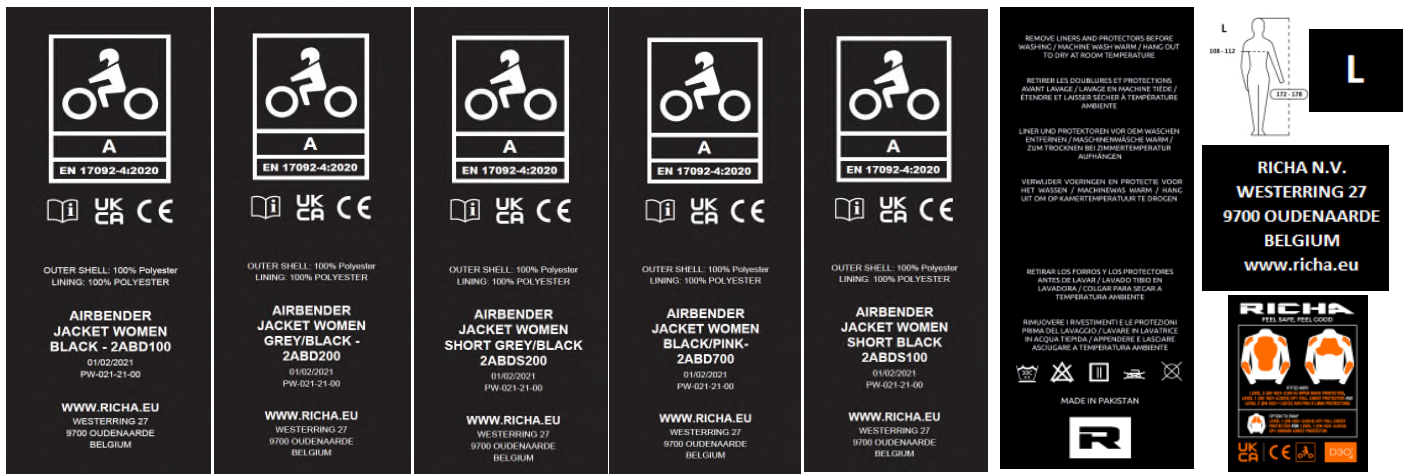 A
EN 17092-4:2020
UK
CA CE
OUTER SHELL: 100% Polyester
LINING: 100% POLYESTER
AIRBENDER
JACKET WOMEN
BLACK - 2ABD100
01/02/2021
PW-021-21-00
WWW.RICHA.EU
WESTERRING 27
9700 OUDENAARDE
BELGIUM
A
EN 17092-4:2020
UK
CA CE
OUTER SHELL: 100% Polyester
LINING: 100% POLYESTER
AIRBENDER
JACKET WOMEN
GREY/BLACK -
2ABD200
01/02/2021
PW-021-21-00
WWW.RICHA.EU
WESTERRING 27
9700 OUDENAARDE
BELGIUM
A
EN 17092-4:2020
UK
CA CE
OUTER SHELL: 100% Polyester
LINING: 100% POLYESTER
AIRBENDER
JACKET WOMEN
SHORT GREY/BLACK
2ABDS200
01/02/2021
PW-021-21-00
WWW.RICHA.EU
WESTERRING 27
9700 OUDENAARDE
BELGIUM
A
EN 17092-4:2020
UK
CA CE
OUTER SHELL: 100% Polyester
LINING: 100% POLYESTER
AIRBENDER
JACKET WOMEN
BLACK/PINK-
2ABD700
01/02/2021
PW-021-21-00
WWW.RICHA.EU
WESTERRING 27
9700 OUDENAARDE
BELGIUM
A
EN 17092-4:2020
UK
CA CE
OUTER SHELL: 100% Polyester
LINING: 100% POLYESTER
AIRBENDER
JACKET WOMEN
SHORT BLACK
2ABDS100
01/02/2021
PW-021-21-00
WWW.RICHA.EU
WESTERRING 27
9700 OUDENAARDE
BELGIUM
REMOVE LINERS AND PROTECTORS BEFORE
WASHING / MACHINE WASH WARM / HANG OUT
TO DRY AT ROOM TEMPERATURE
RETIRER LES DOUBLURES ET PROTECTIONS
AVANT LAVAGE / LAVAGE EN MACHINE TIÈDE /
ÉTENDRE ET LAISSER SÉCHER À TEMPÉRATURE
AMBIENTE
LINER UND PROTEKTOREN VOR DEM WASCHEN
ENTFERNEN / MASCHINENWÄSCHE WARM /
ZUM TROCKNEN BEI ZIMMERTEMPERATUR
AUFHÄNGEN
VERWIJDER VOERINGEN EN PROTECTIE VOOR
HET WASSEN / MACHINEWAS WARM / HANG
UIT OM OP KAMERTEMPERATUUR TE DROGEN
RETIRAR LOS FORROS Y LOS PROTECTORES
ANTES DE LAVAR / LAVADO TIBIO EN
LAVADORA / COLGAR PARA SECAR A
TEMPERATURA AMBIENTE
RIMUOVERE I RIVESTIMENTI E LE PROTEZIONI
PRIMA DEL LAVAGGIO / LAVARE IN LAVATRICE
IN ACQUA TIEPIDA / APPENDERE E LASCIARE
ASCIUGARE A TEMPERATURA AMBIENTE
MADE IN PAKISTAN
R
L
108 - 112
172 - 178
L
RICHA N.V.
WESTERRING 27
9700 OUDENAARDE
BELGIUM
www.richa.eu
RICHA
FEEL SAFE, FEEL GOOD
OPTION TO SWAP
UK
CA CE D3O